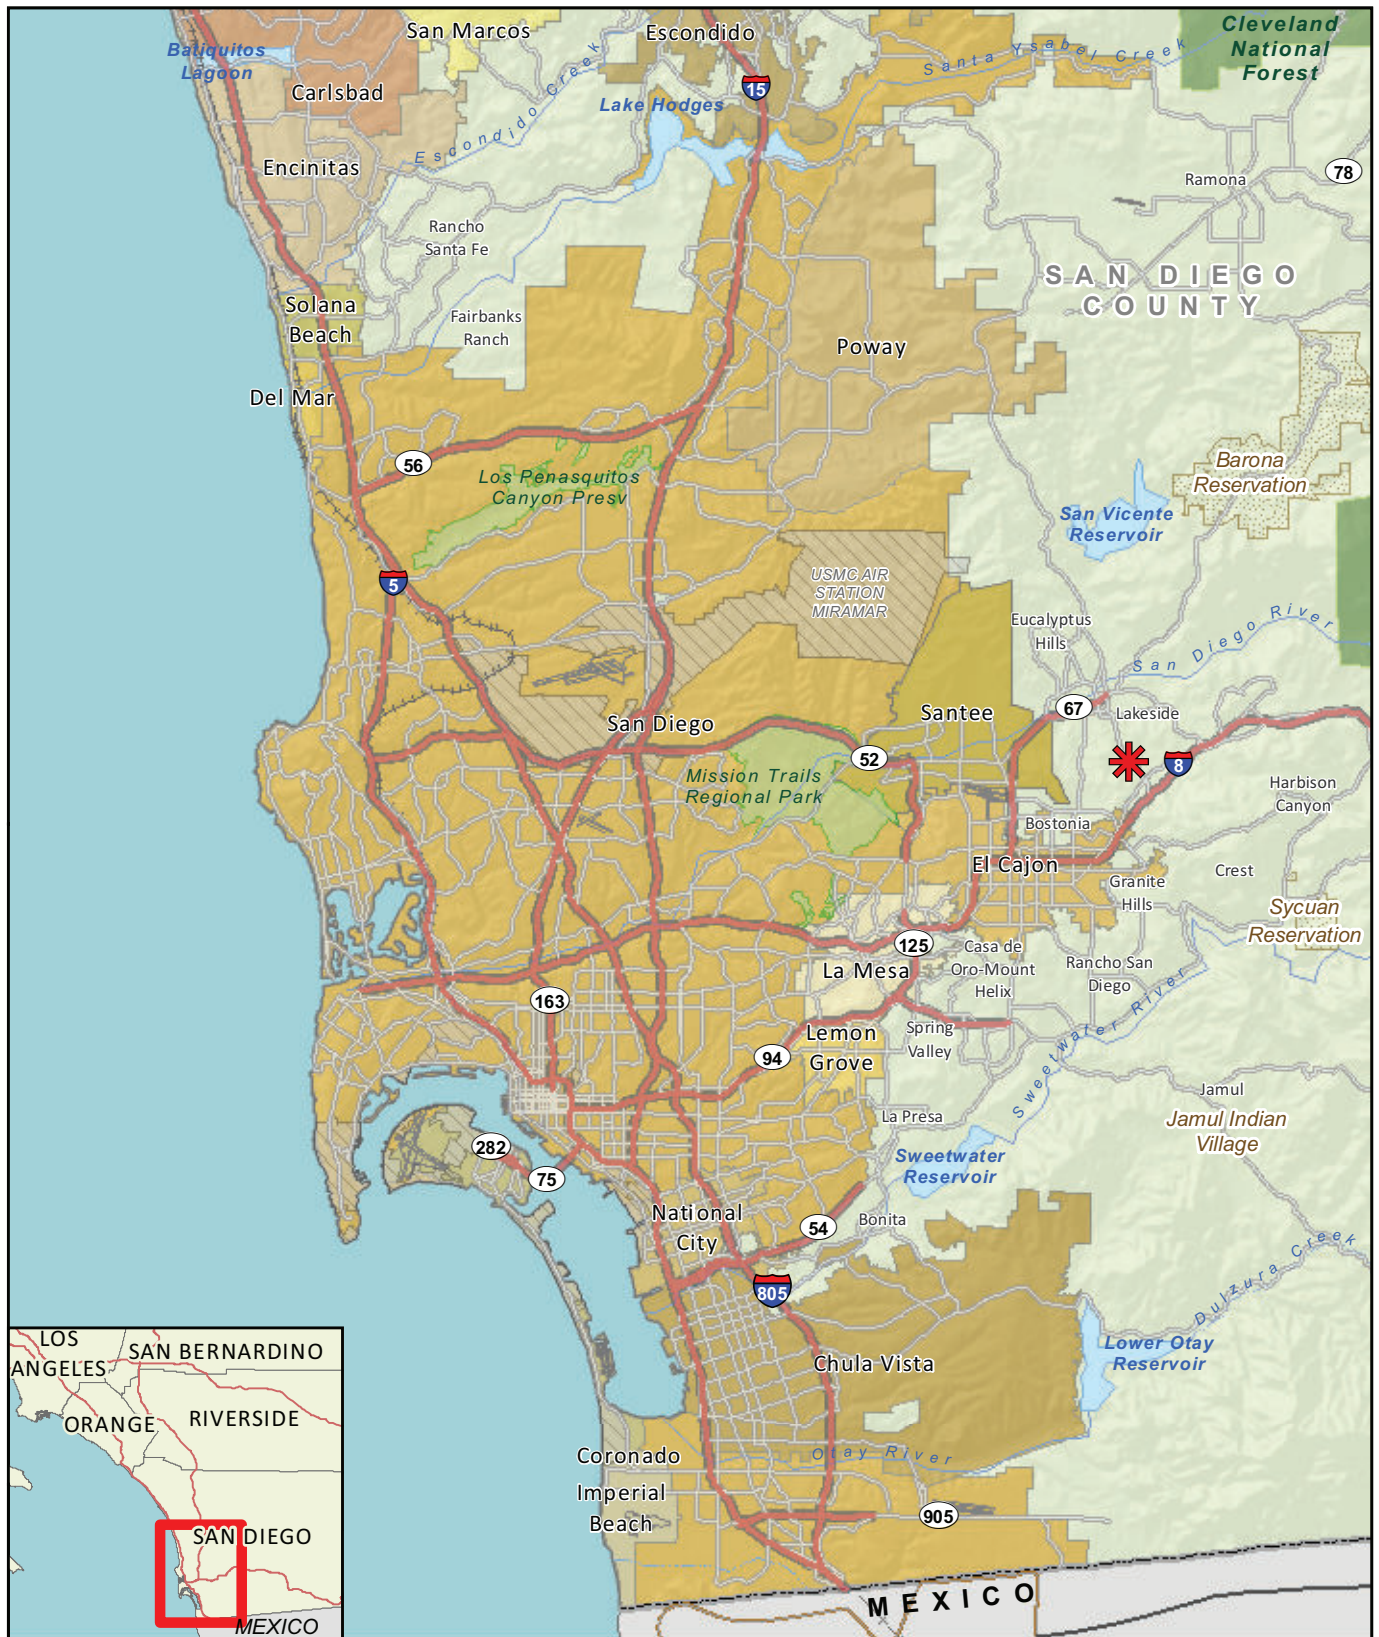 San Marcos
Escondido
Cleveland
National
Forest
Batiquitos
Lagoon
Carlsbad
Escondido Creek
Lake Hodges
15
Santa Ysabel Creek
Encinitas
78
Ramona
Rancho
Santa Fe
SAN DIEGO
COUNTY
Solana
Beach
Fairbanks
Ranch
Poway
Del Mar
56
Los Penasquitos
Canyon Presv
Barona
Reservation
San Vicente
Reservoir
5
USMC AIR
STATION
MIRAMAR
Eucalyptus
Hills
San Diego River
San Diego
Santee
67
Lakeside
52
8
Mission Trails
Regional Park
Harbison
Canyon
Bostonia
El Cajon
Granite
Hills
Crest
Sycuan
Reservation
125
La Mesa
Casa de
Oro-Mount
Helix
Rancho San
Diego
163
Lemon
Grove
Spring
Valley
Sweetwater River
94
Jamul
La Presa
Jamul Indian
Village
282
75
Sweetwater
Reservoir
National
City
54
Bonita
805
Dulzura Creek
Lower Otay
Reservoir
Chula Vista
Coronado
Otay River
Imperial
Beach
905
MEXICO
LOS
ANGELES
SAN BERNARDINO
ORANGE
RIVERSIDE
SAN DIEGO
MEXICO